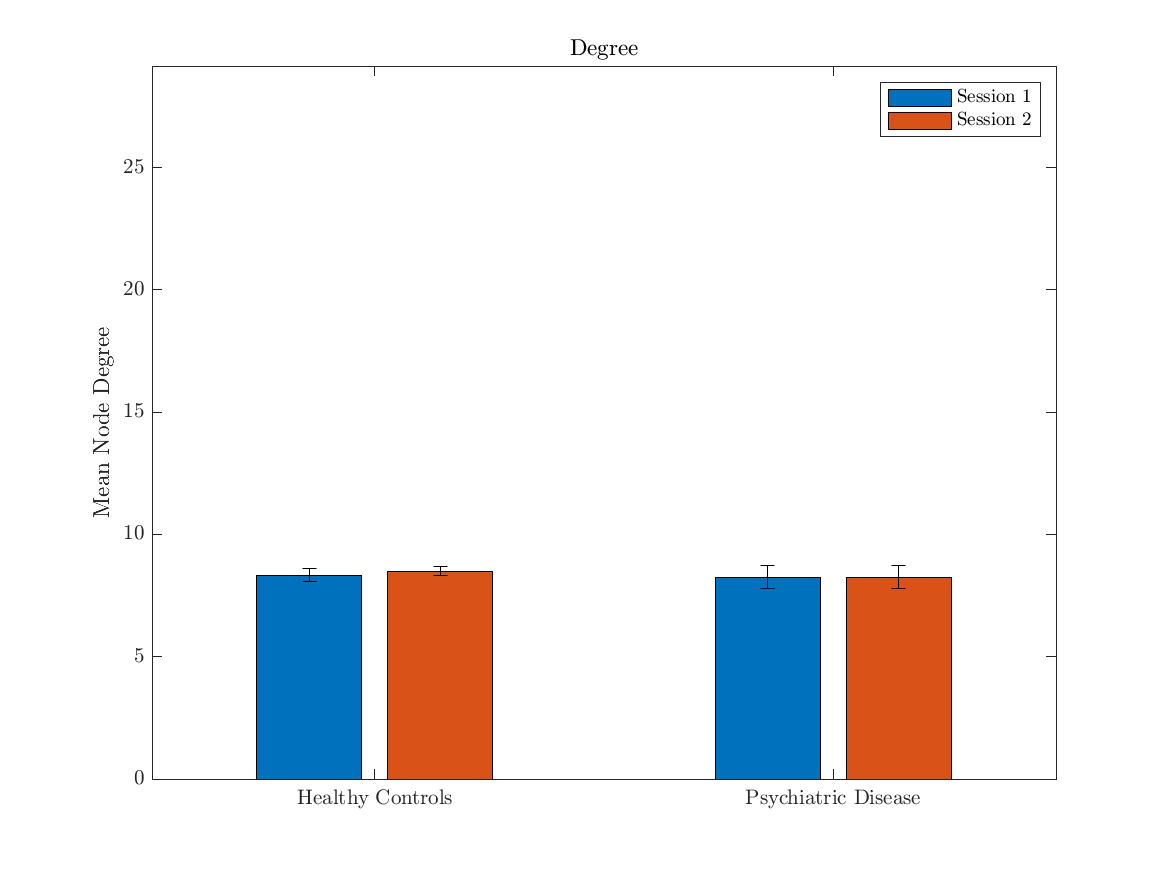 Degree
Session 1
Session 2
25
20
15
10
5
0
Mean Node Degree
Healthy Controls
Psychiatric Disease